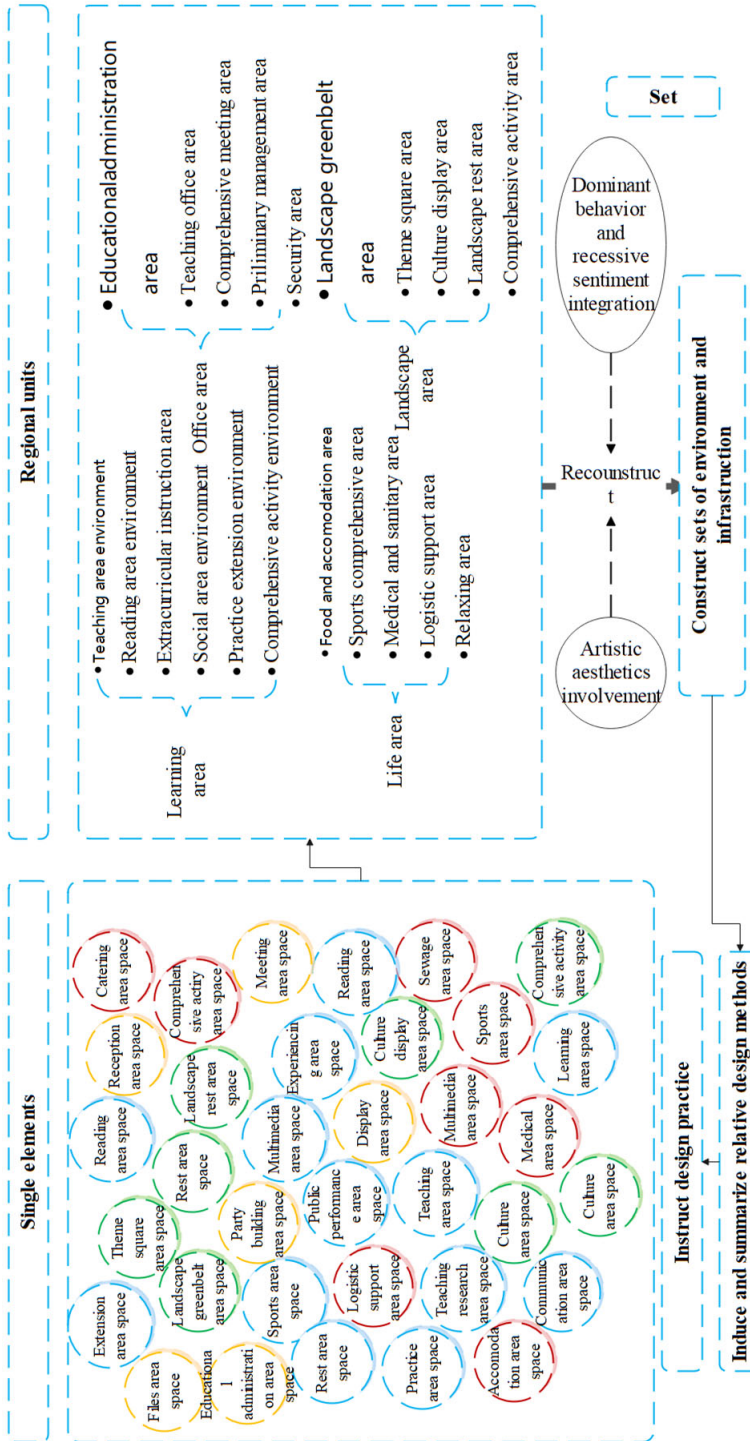 Single elements
Regional units
Files area
space
Extension
area space
Theme
square
area space
Reading
area space
Reception
area space
Catering
area space
Educationa
l
administrati
on area space
Landscape
greenbelt
area space
Rest area
space
Landscape
rest area
space
Comprehen
sive actiry
area space
Sports area
space
Party
building
area space
Multimedia
area space
Experiencin
g area
space
Meeting
area space
Rest area
space
Public
performanc
e area
space
Display
area space
Culture
display
area space
Reading
area space
Logistic
support
area space
Practice
area space
Teaching
research
area space
Teaching
area space
Multimedia
area space
Sewage
area space
Accomoda
tion area
space
Culture
area space
Medical
area space
Sports
area space
Communic
ation area
space
Culture
area space
Learning
area space
Comprehen
sive activity
area space
Learning
area
• Teaching area environment
• Reading area environment
• Extracurricular instruction area
• Social area environment
• Practice extension environment
• Comprehensive activity environment
Office area
• Educationaladministration
area
• Teaching office area
• Comprehensive meeting area
• Priliminary management area
• Security area
Life area
• Food and accomodation area
• Sports comprehensive area
• Medical and sanitary area
• Logistic support area
• Relaxing area
Landscape
area
• Landscape greenbelt
area
• Theme square area
• Culture display area
• Landscape rest area
• Comprehensive activity area
Artistic
aesthetics
involvement
Recounstruc
t
Dominant
behavior
and
recessive
sentiment
integration
Set
Instruct design practice
Construct sets of environment and
infrastruction
Induce and summarize relative design methods